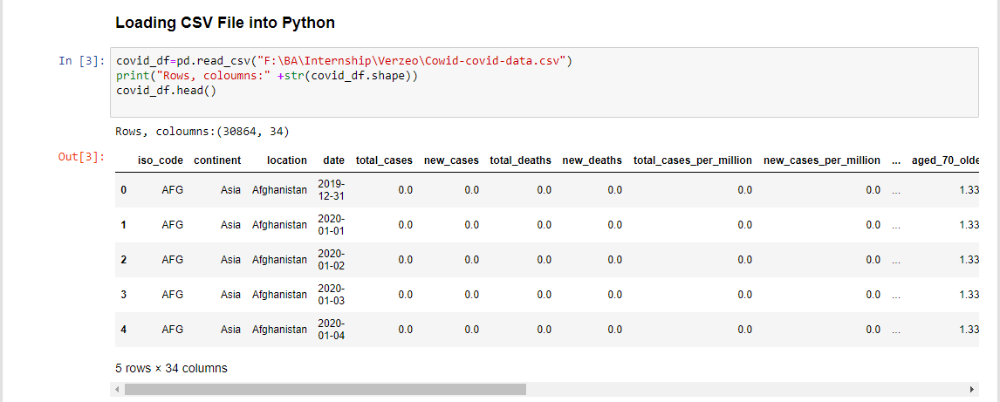 Loading CSV File into Python
In [3]: covid_df=pd.read_csv("F:\BA\Internship\Verzeo\Cowid-covid-data.csv")
print("Rows, coloumns:" +str(covid_df.shape))
covid_df.head()
Rows, coloumns:(30864, 34)
Out[3]:
iso_code continent location date total_cases new_cases total_deaths new_deaths total_cases_per_million new_cases_per_million ... aged_70_olde
0 AFG Asia Afghanistan 2019-12-31 0.0 0.0 0.0 0.0 0.0 0.0 ... 1.33
1 AFG Asia Afghanistan 2020-01-01 0.0 0.0 0.0 0.0 0.0 0.0 ... 1.33
2 AFG Asia Afghanistan 2020-01-02 0.0 0.0 0.0 0.0 0.0 0.0 ... 1.33
3 AFG Asia Afghanistan 2020-01-03 0.0 0.0 0.0 0.0 0.0 0.0 ... 1.33
4 AFG Asia Afghanistan 2020-01-04 0.0 0.0 0.0 0.0 0.0 0.0 ... 1.33
5 rows × 34 columns